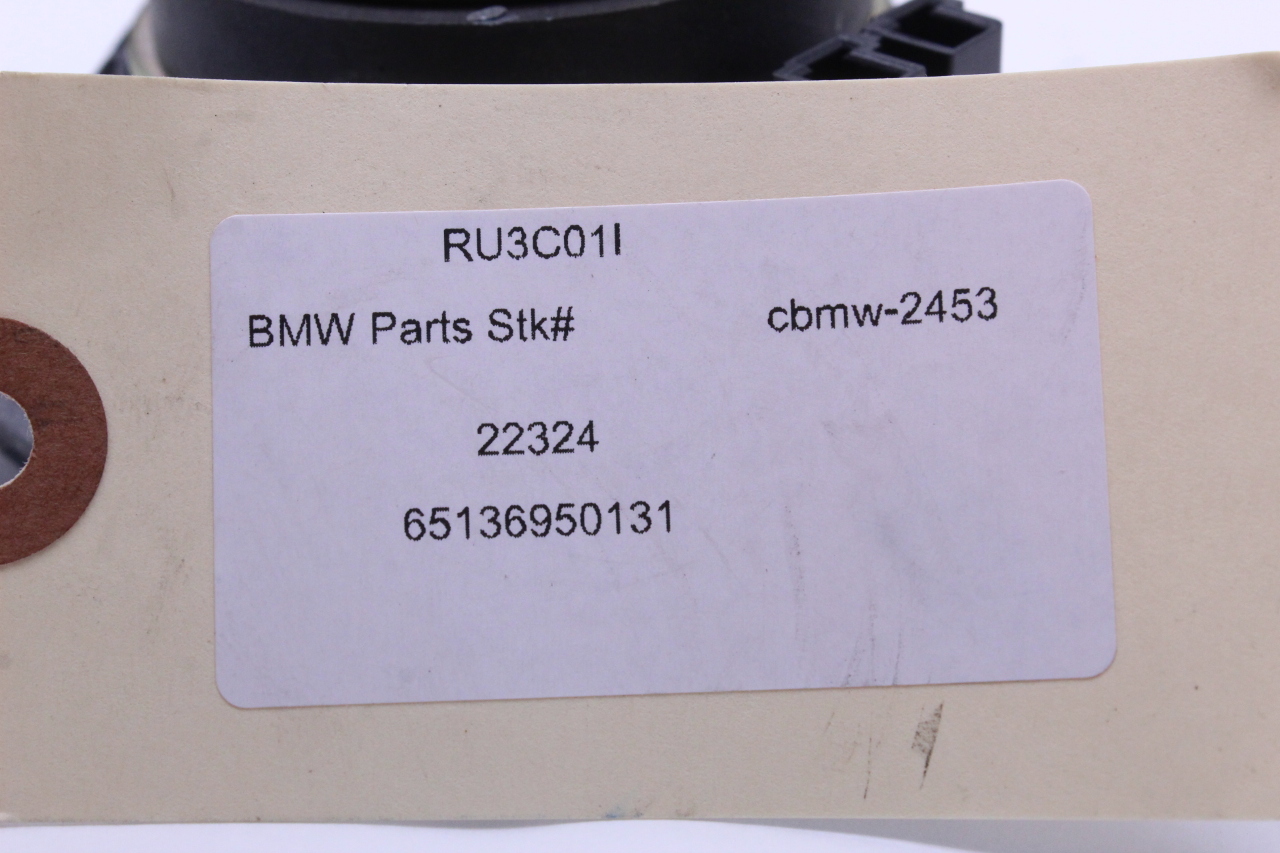 RU3C01I
BMW Parts Stk# cbmw-2453
22324
65136950131